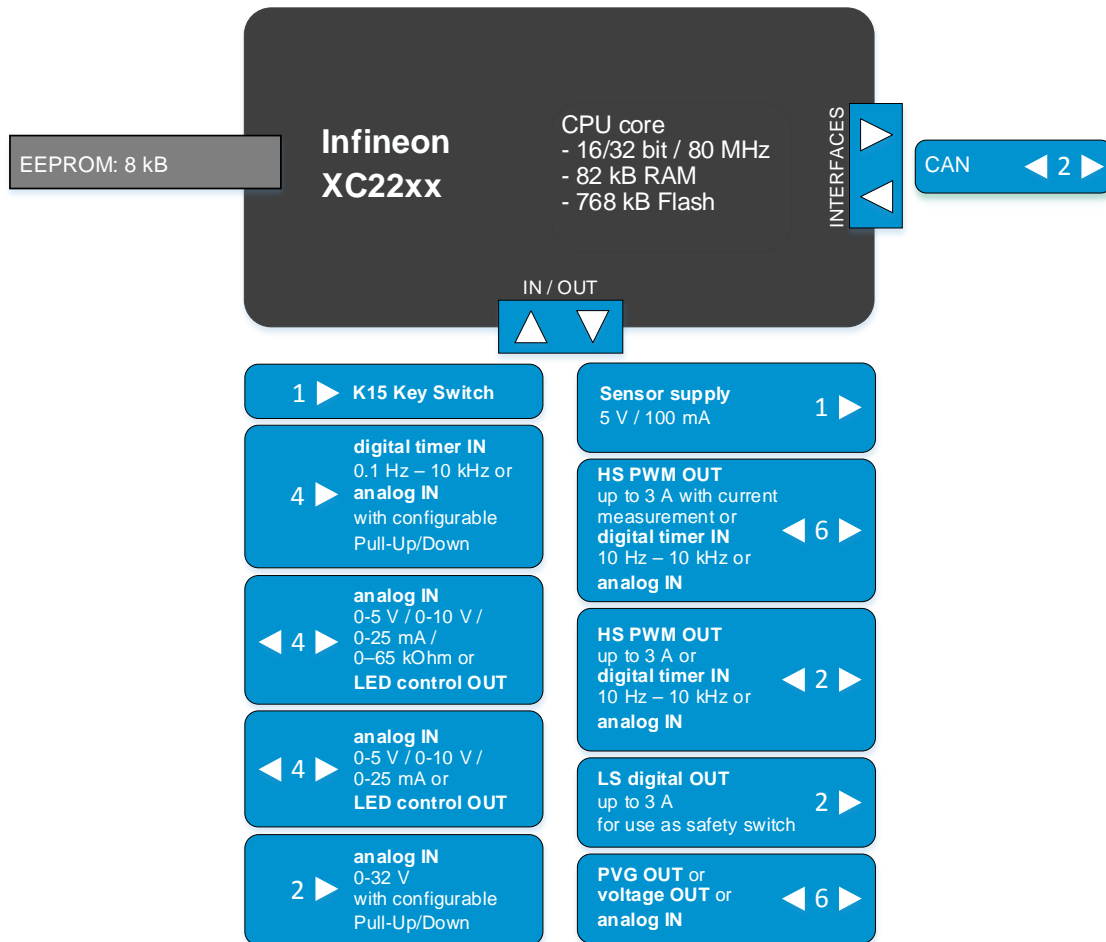 EEPROM: 8 kB
Infineon
XC22xx
CPU core
- 16/32 bit / 80 MHz
- 82 kB RAM
- 768 kB Flash
INTERFACES
CAN 2
IN / OUT
1 K15 Key Switch
4
digital timer IN
0.1 Hz – 10 kHz or
analog IN
with configurable
Pull-Up/Down
4
analog IN
0-5 V / 0-10 V /
0-25 mA /
0–65 kOhm or
LED control OUT
4
analog IN
0-5 V / 0-10 V /
0-25 mA or
LED control OUT
2
analog IN
0-32 V
with configurable
Pull-Up/Down
Sensor supply
5 V / 100 mA
1
HS PWM OUT
up to 3 A with current
measurement or
digital timer IN
10 Hz – 10 kHz or
analog IN
6
HS PWM OUT
up to 3 A or
digital timer IN
10 Hz – 10 kHz or
analog IN
2
LS digital OUT
up to 3 A
for use as safety switch
2
PVG OUT or
voltage OUT or
analog IN
6